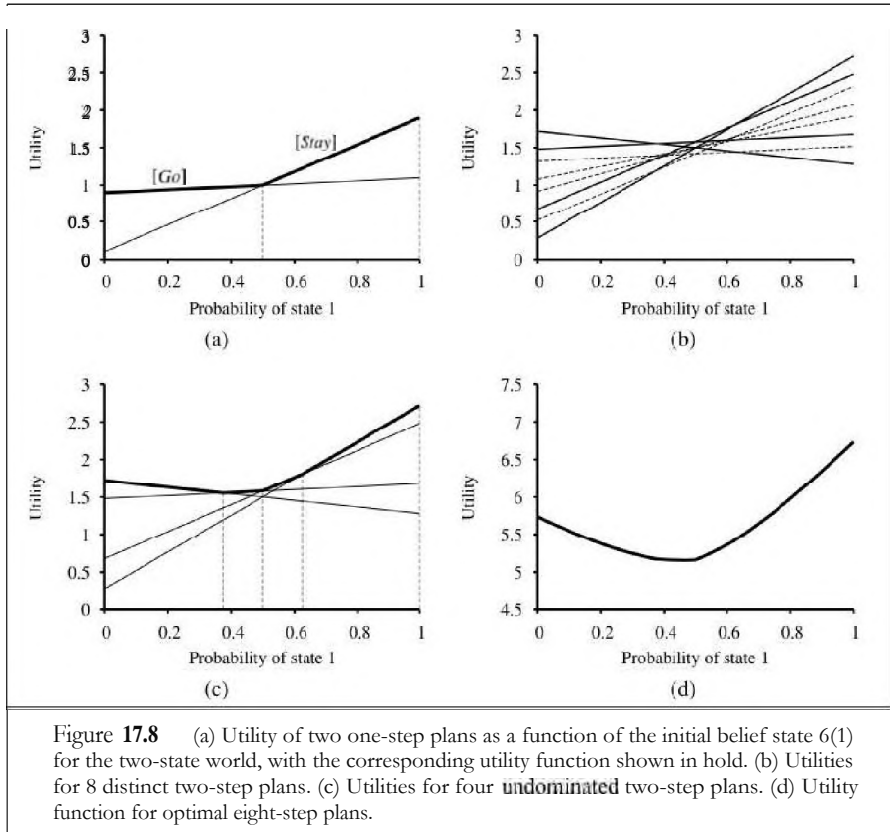 3
2.5
2
1.5
1
0.5
0
Utility
[Go]
[Stay]
0 0.2 0.4 0.6 0.8 1
Probability of state 1
(a)
3
2.5
2
1.5
1
0.5
0
Utility
0 0.2 0.4 0.6 0.8 1
Probability of state 1
(b)
3
2.5
2
1.5
1
0.5
0
Utility
0 0.2 0.4 0.6 0.8 1
Probability of state 1
(c)
7.5
7
6.5
6
5.5
5
4.5
Utility
0 0.2 0.4 0.6 0.8 1
Probability of state 1
(d)
Figure 17.8 (a) Utility of two one-step plans as a function of the initial belief state 6(1)
for the two-state world, with the corresponding utility function shown in hold. (b) Utilities
for 8 distinct two-step plans. (c) Utilities for four undominated two-step plans. (d) Utility
function for optimal eight-step plans.